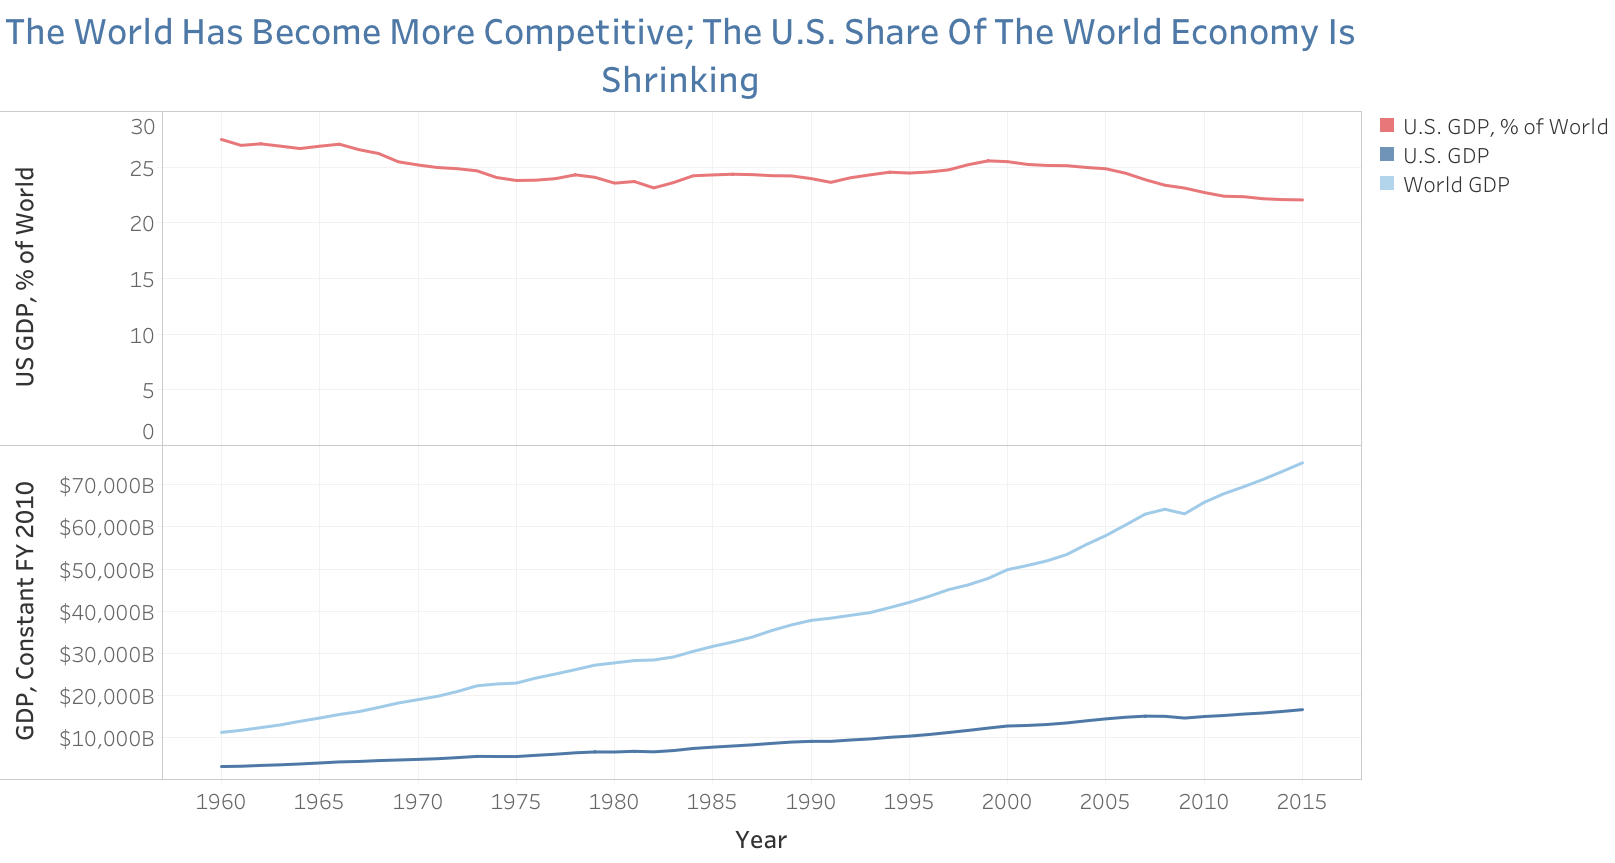 The World Has Become More Competitive; The U.S. Share Of The World Economy Is
Shrinking
U.S. GDP, % of World
U.S. GDP
World GDP
US GDP, % of World
30
25
20
15
10
5
0
GDP, Constant FY 2010
$70,000B
$60,000B
$50,000B
$40,000B
$30,000B
$20,000B
$10,000B
1960 1965 1970 1975 1980 1985 1990 1995 2000 2005 2010 2015
Year